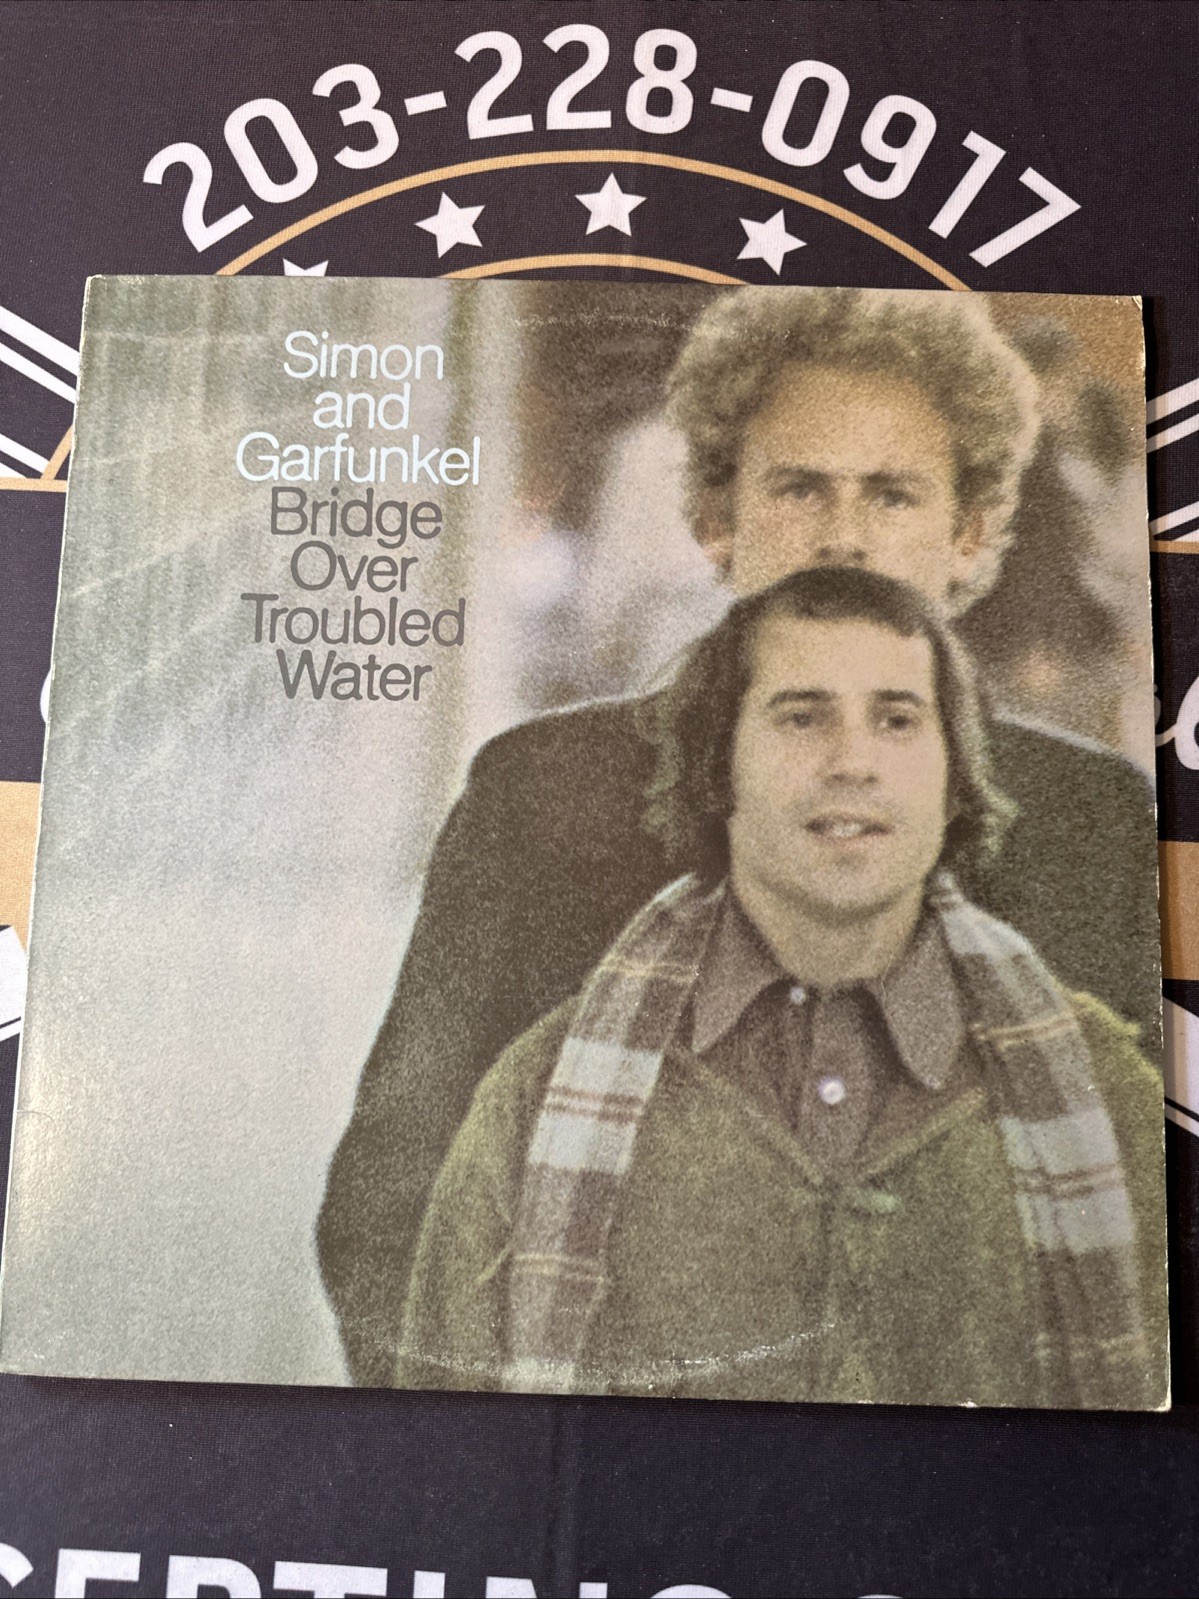 203-228-0917
Simon
and
Garfunkel
Bridge
Over
Troubled
Water